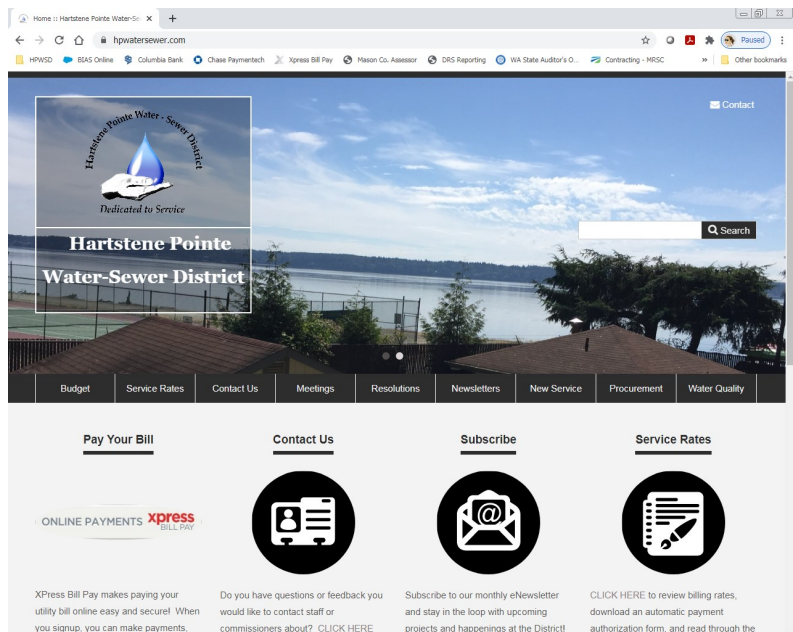 Home :: Hartstene Pointe Water-Se
hpwatersewer.com
Paused
HPWSD
BIAS Online
Columbia Bank
Chase Paymentech
Xpress Bill Pay
Mason Co. Assessor
DRS Reporting
WA State Auditor's O...
Contracting - MRSC
»
Other bookmarks
Contact
Hartstene Pointe Water - Sewer District
Dedicated to Service
Hartstene Pointe
Water-Sewer District
Search
Budget
Service Rates
Contact Us
Meetings
Resolutions
Newsletters
New Service
Procurement
Water Quality
Pay Your Bill
ONLINE PAYMENTS xpress
BILL PAY
XPress Bill Pay makes paying your
utility bill online easy and secure! When
you signup, you can make payments,
Contact Us
Do you have questions or feedback you
would like to contact staff or
commissioners about? CLICK HERE
Subscribe
@
Subscribe to our monthly eNewsletter
and stay in the loop with upcoming
projects and happenings at the District!
Service Rates
CLICK HERE to review billing rates,
download an automatic payment
authorization form, and read through the